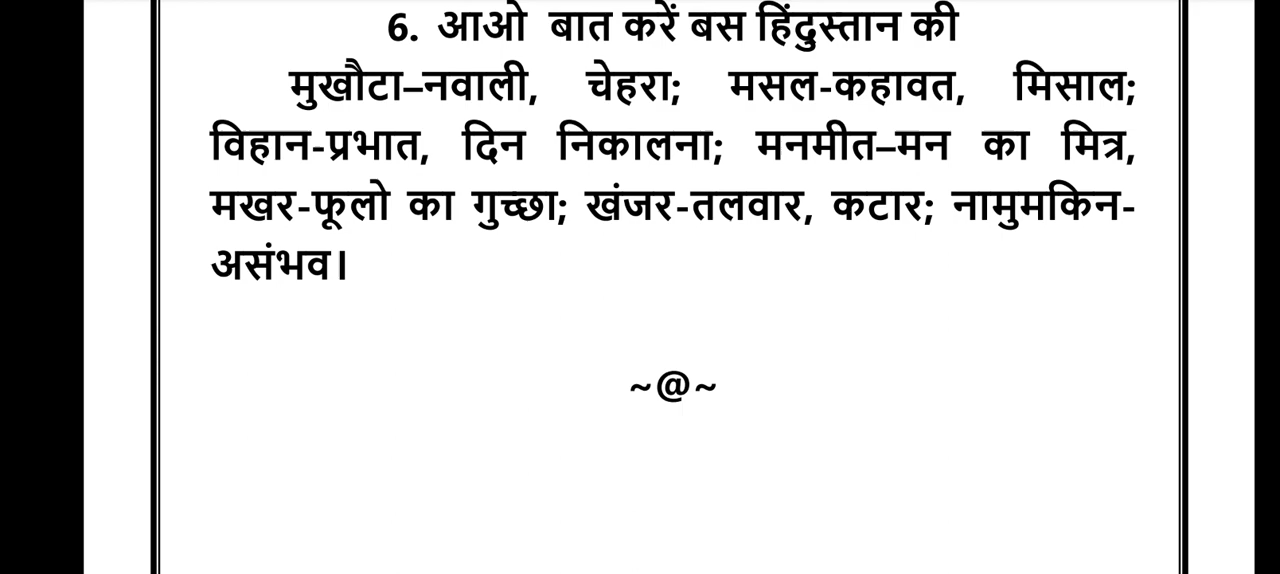 6. आओ बात करें बस हिंदुस्तान की
मुखौटा–नवाली, चेहरा; मसल-कहावत, मिसाल;
विहान-प्रभात, दिन निकालना; मनमीत–मन का मित्र,
मखर-फूलो का गुच्छा; खंजर-तलवार, कटार; नामुमकिन-
असंभव।
~@~